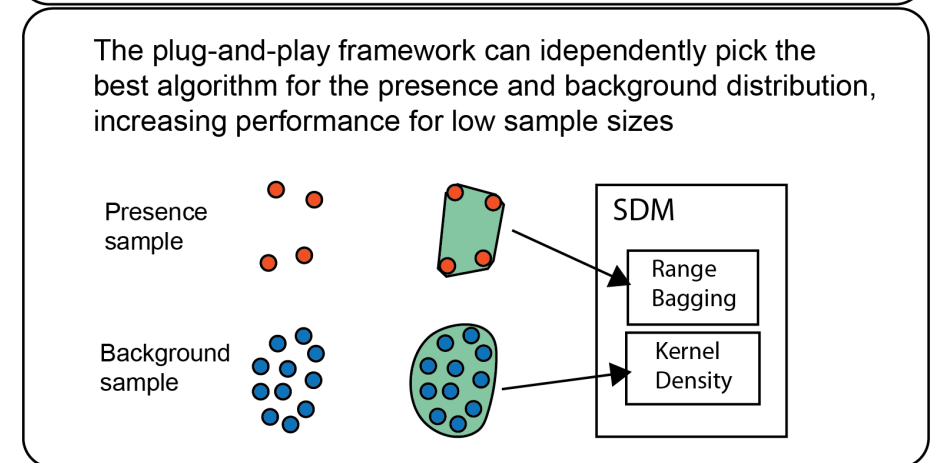 The plug-and-play framework can idependently pick the
best algorithm for the presence and background distribution,
increasing performance for low sample sizes
Presence
sample
SDM
Range
Bagging
Background
sample
Kernel
Density